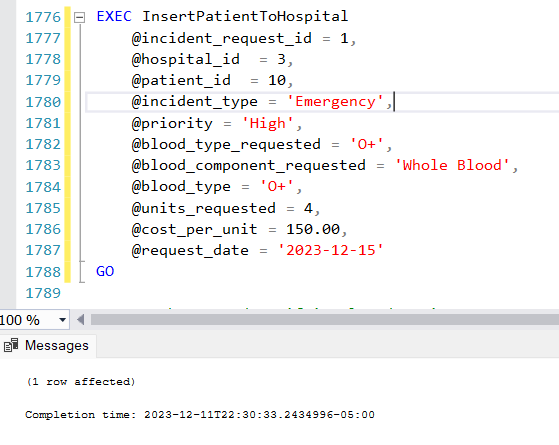 1776 EXEC InsertPatientToHospital
1777 @incident_request_id = 1,
1778 @hospital_id = 3,
1779 @patient_id = 10,
1780 @incident_type = 'Emergency',
1781 @priority = 'High',
1782 @blood_type_requested = 'O+',
1783 @blood_component_requested = 'Whole Blood',
1784 @blood_type = 'O+',
1785 @units_requested = 4,
1786 @cost_per_unit = 150.00,
1787 @request_date = '2023-12-15'
1788 GO
1789
100 %
Messages
(1 row affected)
Completion time: 2023-12-11T22:30:33.2434996-05:00